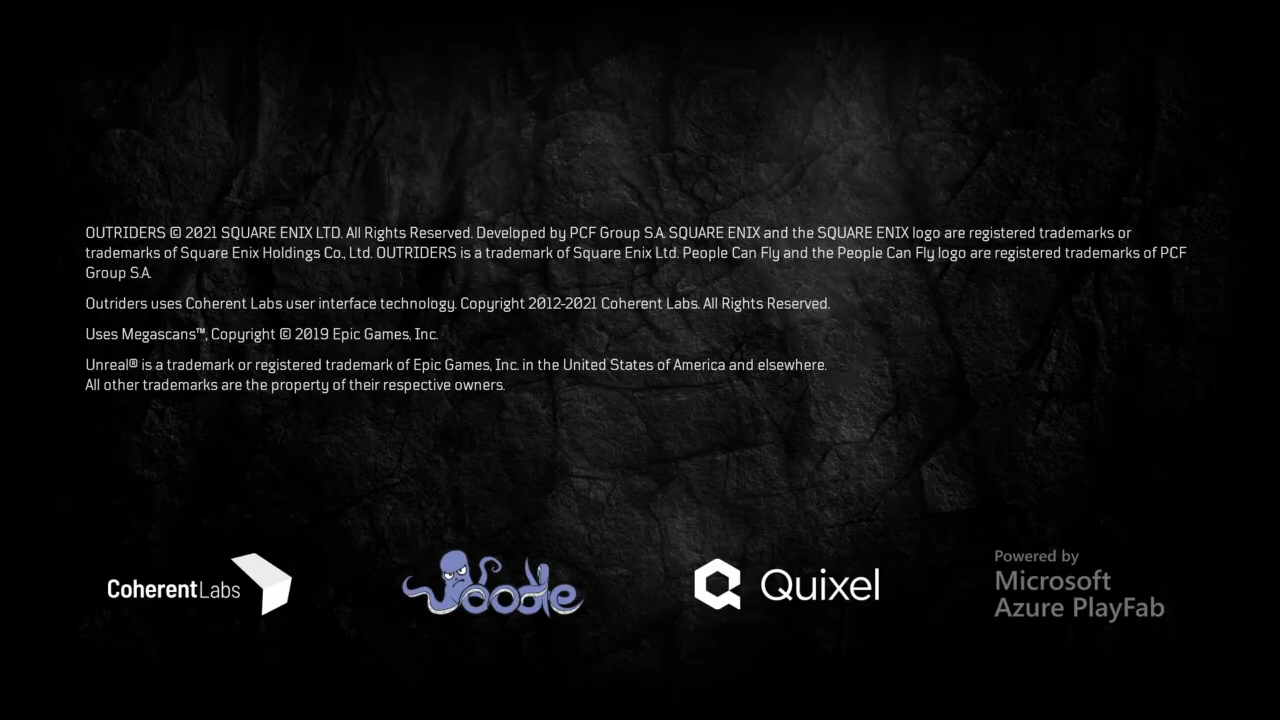 OUTRIDERS © 2021 SQUARE ENIX LTD. All Rights Reserved. Developed by PCF Group S.A. SQUARE ENIX and the SQUARE ENIX logo are registered trademarks or
trademarks of Square Enix Holdings Co., Ltd. OUTRIDERS is a trademark of Square Enix Ltd. People Can Fly and the People Can Fly logo are registered trademarks of PCF
Group S.A.
Outriders uses Coherent Labs user interface technology. Copyright 2012-2021 Coherent Labs. All Rights Reserved.
Uses Megascans™, Copyright © 2019 Epic Games, Inc.
Unreal® is a trademark or registered trademark of Epic Games, Inc. in the United States of America and elsewhere.
All other trademarks are the property of their respective owners.
CoherentLabs
Oodle
Quixel
Powered by
Microsoft
Azure PlayFab